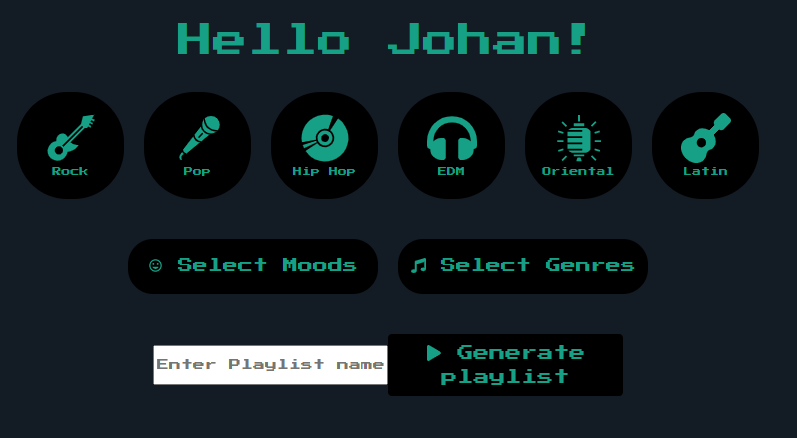 Hello Johan!
Rock
Pop
Hip Hop
EDM
Oriental
Latin
Select Moods
Select Genres
Enter Playlist name
Generate
playlist